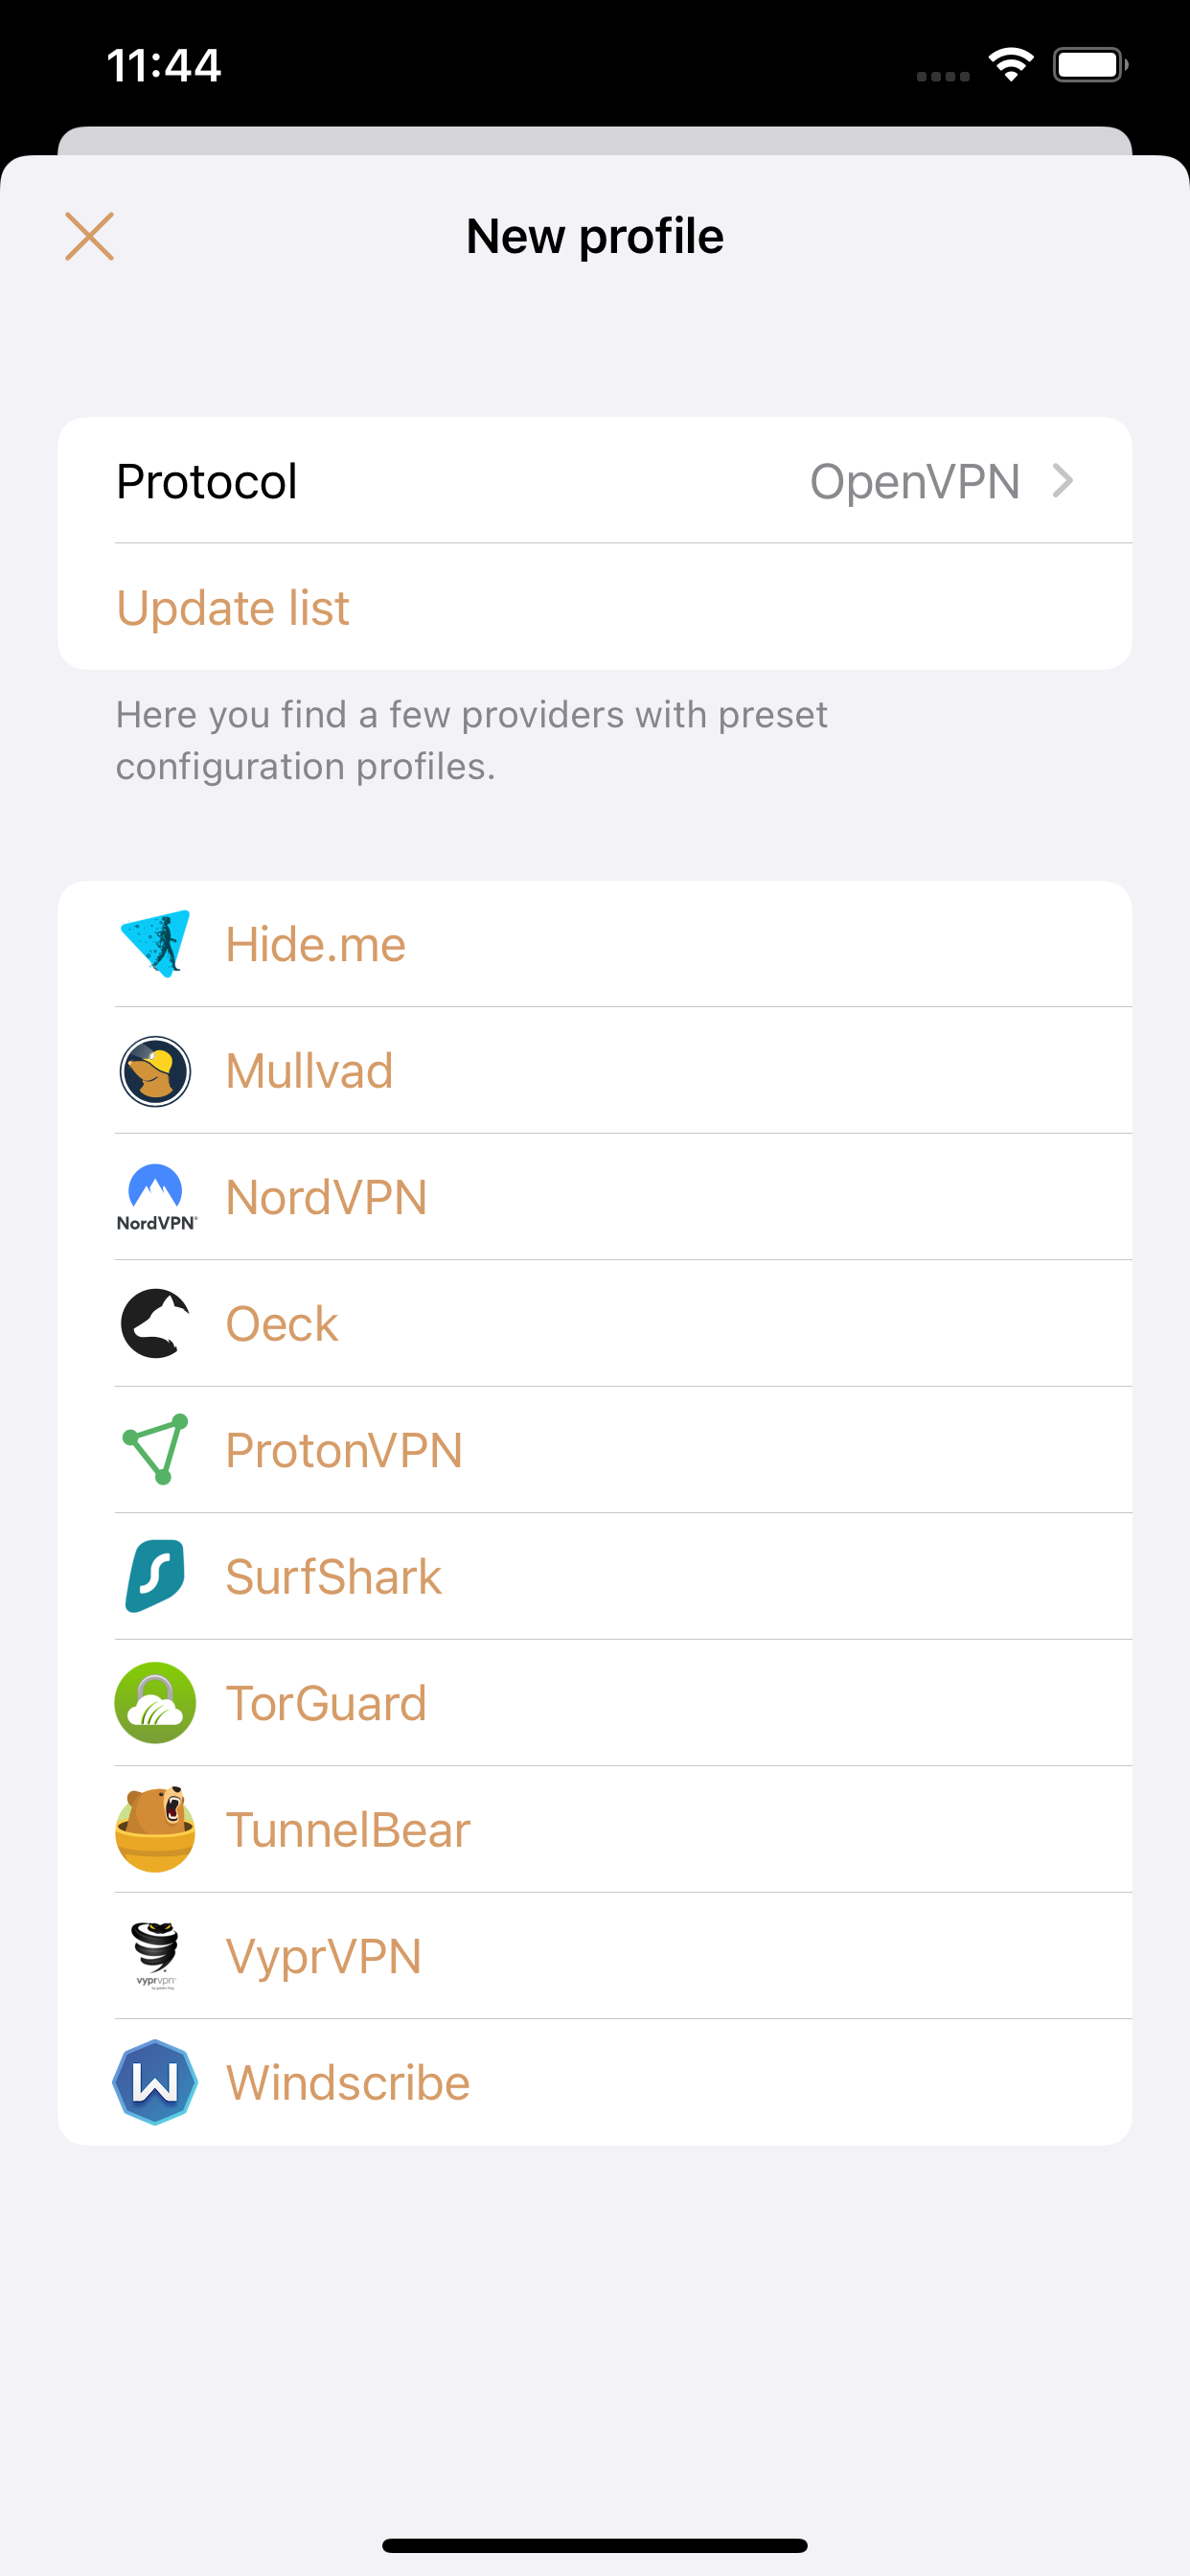 11:44
New profile
Protocol OpenVPN
Update list
Here you find a few providers with preset
configuration profiles.
Hide.me
Mullvad
NordVPN®
NordVPN
Oeck
ProtonVPN
SurfShark
TorGuard
TunnelBear
vyprvpn
VyprVPN
Windscribe